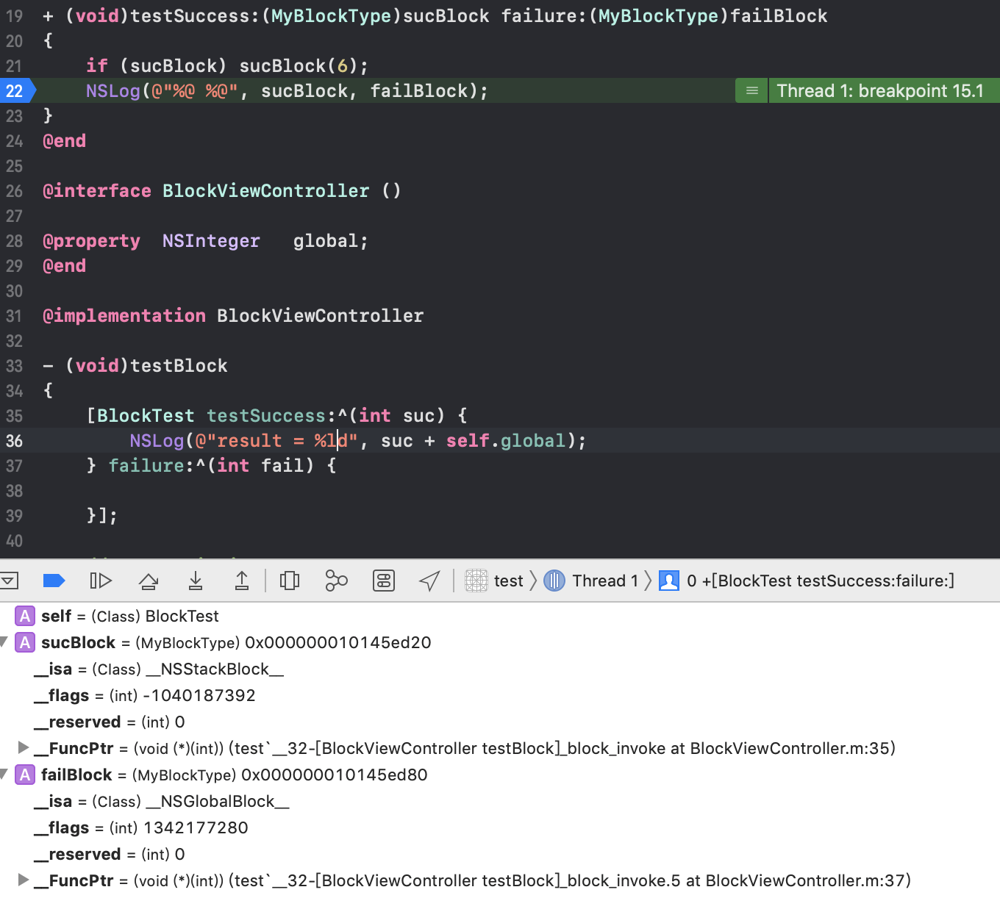 19 + (void)testSuccess:(MyBlockType)sucBlock failure:(MyBlockType)failBlock
20 {
21 if (sucBlock) sucBlock(6);
22 NSLog(@"%@ %@", sucBlock, failBlock); Thread 1: breakpoint 15.1
23 }
24 @end
25
26 @interface BlockViewController ()
27
28 @property NSInteger global;
29 @end
30
31 @implementation BlockViewController
32
33 - (void)testBlock
34 {
35 [BlockTest testSuccess:^(int suc) {
36 NSLog(@"result = %ld", suc + self.global);
37 } failure:^(int fail) {
38
39 }];
40
test Thread 1 0 +[BlockTest testSuccess:failure:]
A self = (Class) BlockTest
A sucBlock = (MyBlockType) 0x000000010145ed20
__isa = (Class) __NSStackBlock__
__flags = (int) -1040187392
__reserved = (int) 0
__FuncPtr = (void (*)(int)) (test`__32-[BlockViewController testBlock]_block_invoke at BlockViewController.m:35)
A failBlock = (MyBlockType) 0x000000010145ed80
__isa = (Class) __NSGlobalBlock__
__flags = (int) 1342177280
__reserved = (int) 0
__FuncPtr = (void (*)(int)) (test`__32-[BlockViewController testBlock]_block_invoke.5 at BlockViewController.m:37)